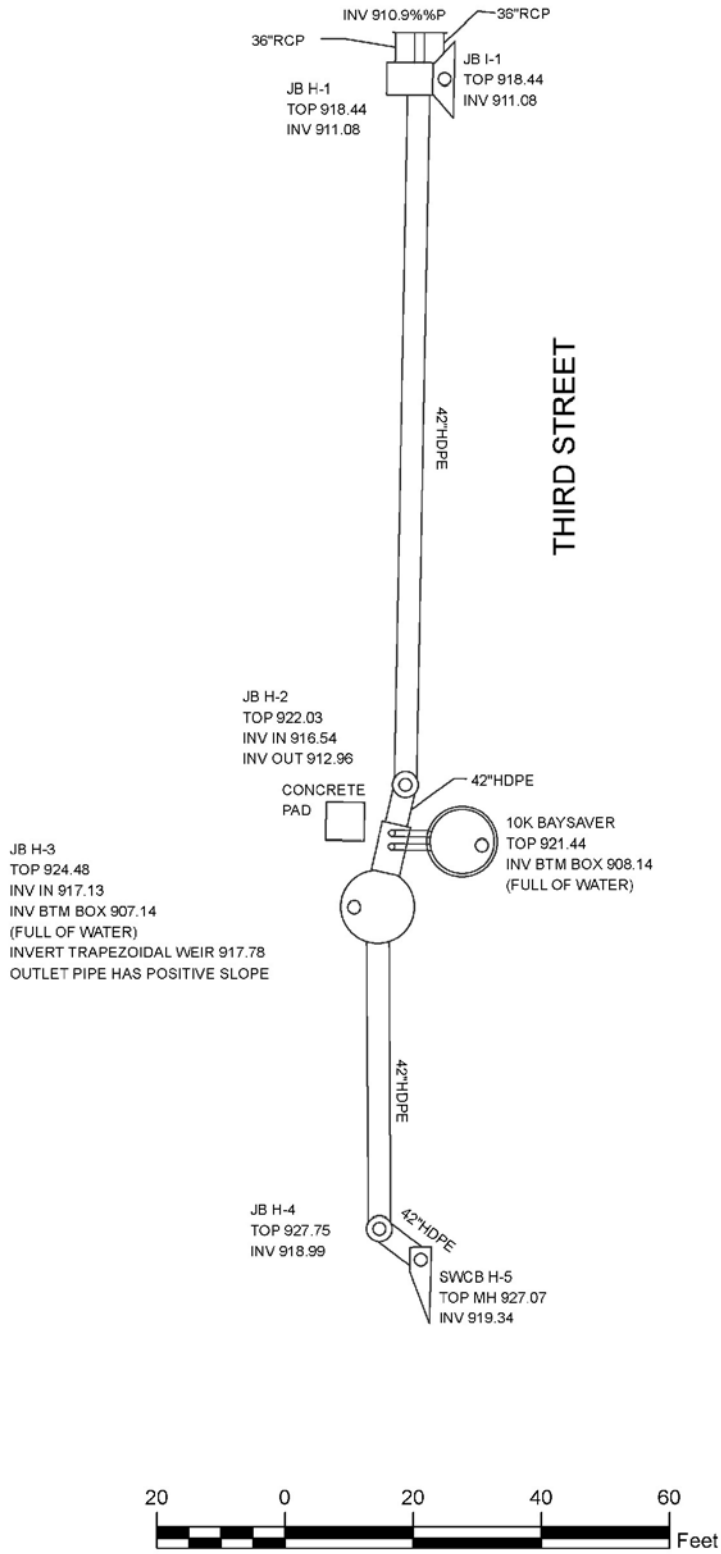 INV 910.9%%P
36"RCP
36"RCP
JB I-1
TOP 918.44
INV 911.08
JB H-1
TOP 918.44
INV 911.08
42"HDPE
THIRD STREET
JB H-2
TOP 922.03
INV IN 916.54
INV OUT 912.96
42"HDPE
CONCRETE
PAD
10K BAYSAVER
TOP 921.44
INV BTM BOX 908.14
(FULL OF WATER)
JB H-3
TOP 924.48
INV IN 917.13
INV BTM BOX 907.14
(FULL OF WATER)
INVERT TRAPEZOIDAL WEIR 917.78
OUTLET PIPE HAS POSITIVE SLOPE
42"HDPE
JB H-4
TOP 927.75
INV 918.99
42"HDPE
SWCB H-5
TOP MH 927.07
INV 919.34
20 0 20 40 60
Feet